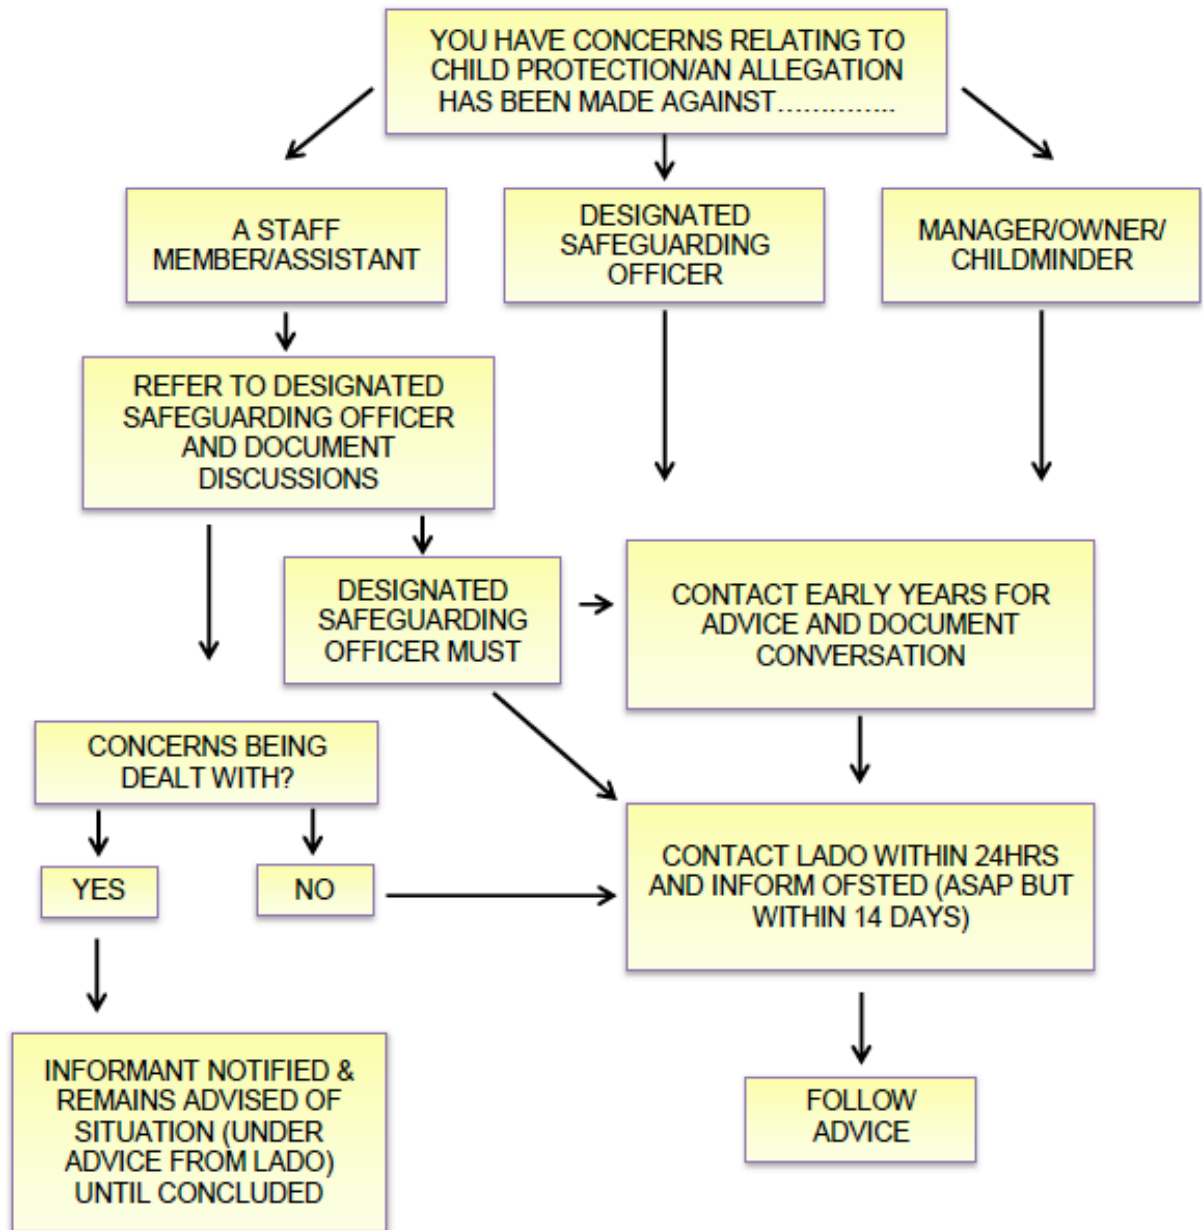 YOU HAVE CONCERNS RELATING TO
CHILD PROTECTION/AN ALLEGATION
HAS BEEN MADE AGAINST…………..
A STAFF
MEMBER/ASSISTANT
DESIGNATED
SAFEGUARDING
OFFICER
MANAGER/OWNER/
CHILDMINDER
REFER TO DESIGNATED
SAFEGUARDING OFFICER
AND DOCUMENT
DISCUSSIONS
DESIGNATED
SAFEGUARDING
OFFICER MUST
CONTACT EARLY YEARS FOR
ADVICE AND DOCUMENT
CONVERSATION
CONCERNS BEING
DEALT WITH?
YES
NO
CONTACT LADO WITHIN 24HRS
AND INFORM OFSTED (ASAP BUT
WITHIN 14 DAYS)
INFORMANT NOTIFIED &
REMAINS ADVISED OF
SITUATION (UNDER
ADVICE FROM LADO)
UNTIL CONCLUDED
FOLLOW
ADVICE